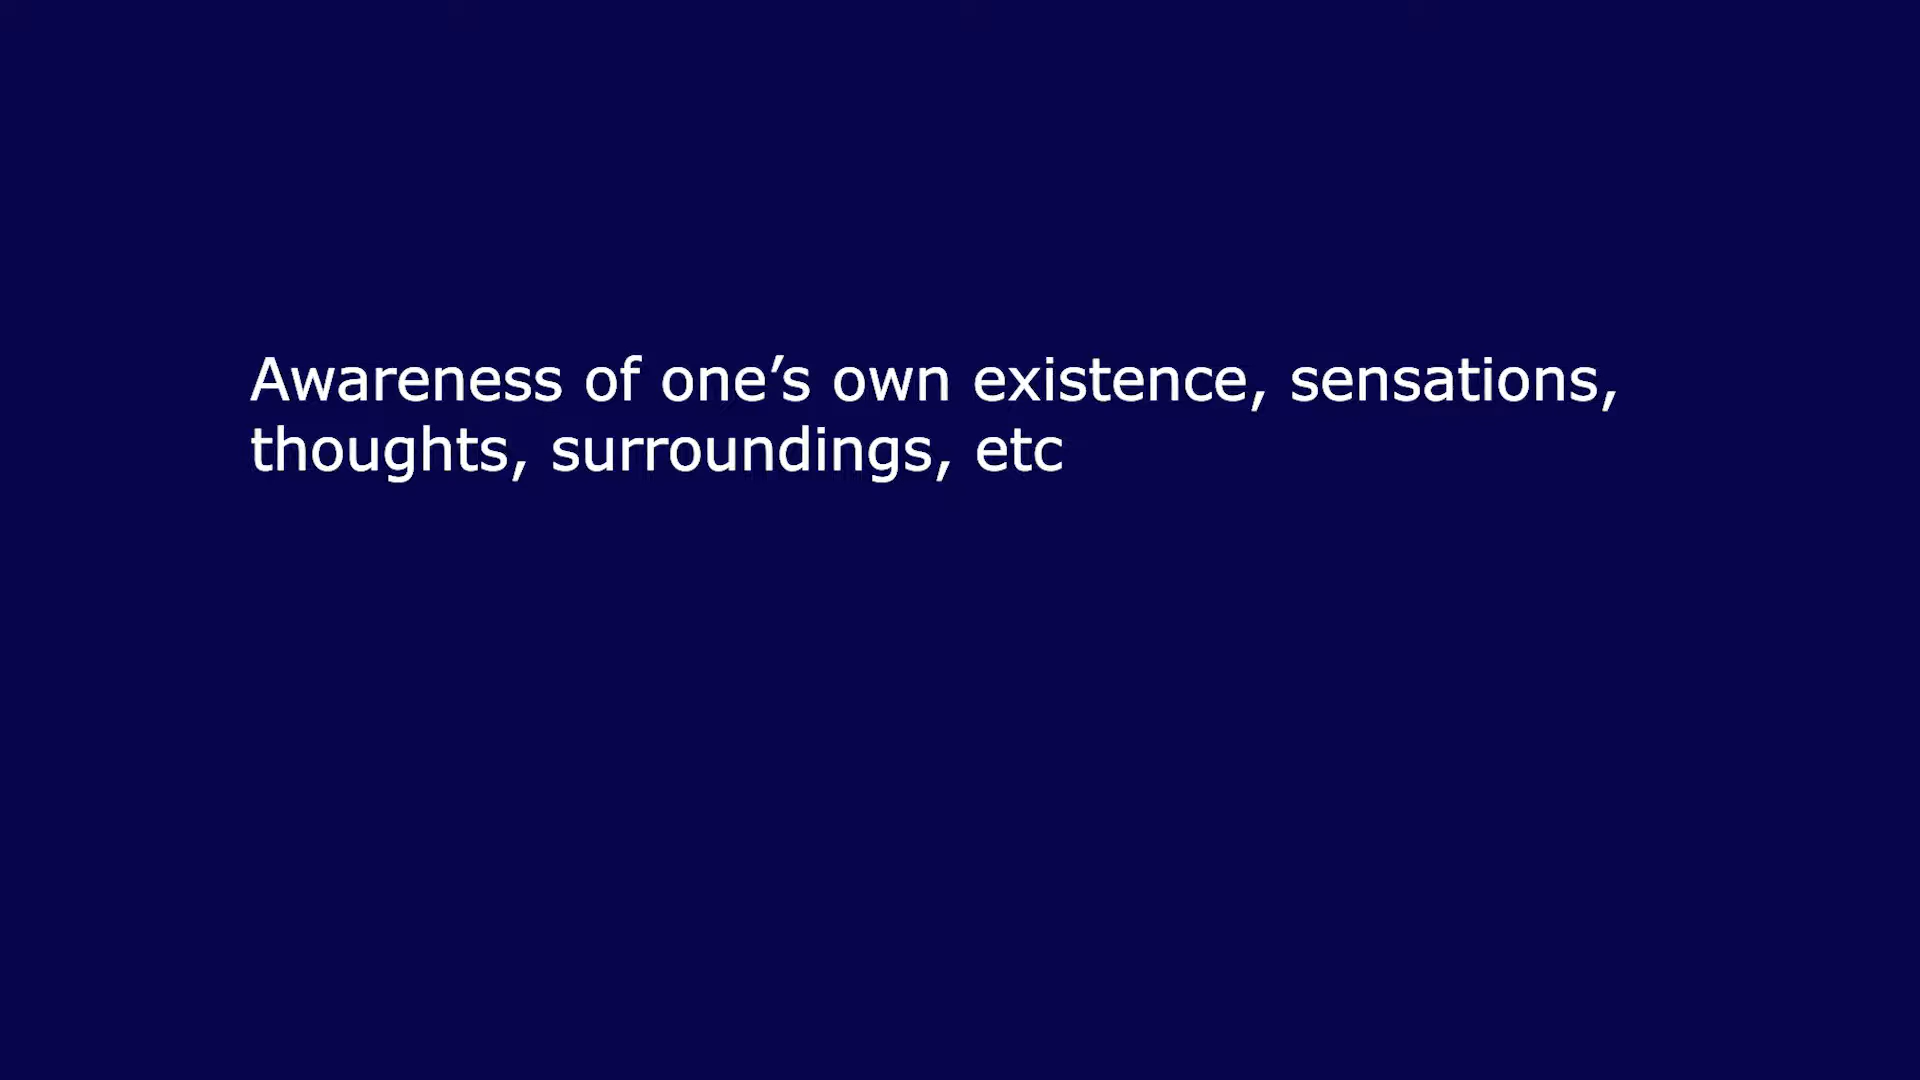 Awareness of one’s own existence, sensations,
thoughts, surroundings, etc